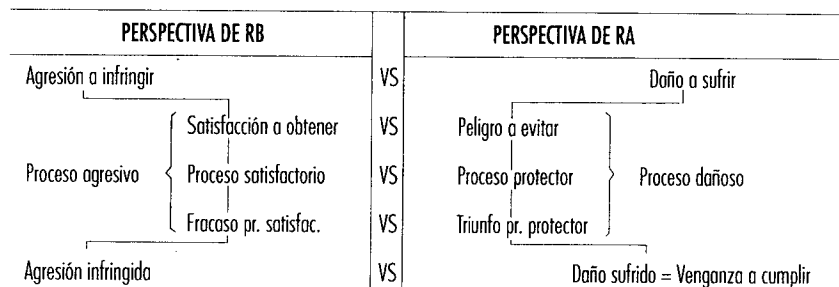 PERSPECTIVA DE RB PERSPECTIVA DE RA
Agresión a infringir VS Daño a sufrir
Satisfacción a obtener VS Peligro a evitar
Proceso agresivo Proceso satisfactorio VS Proceso protector Proceso dañoso
Fracaso pr. satisfac. VS Triunfo pr. protector
Agresión infringida VS Daño sufrido = Venganza a cumplir